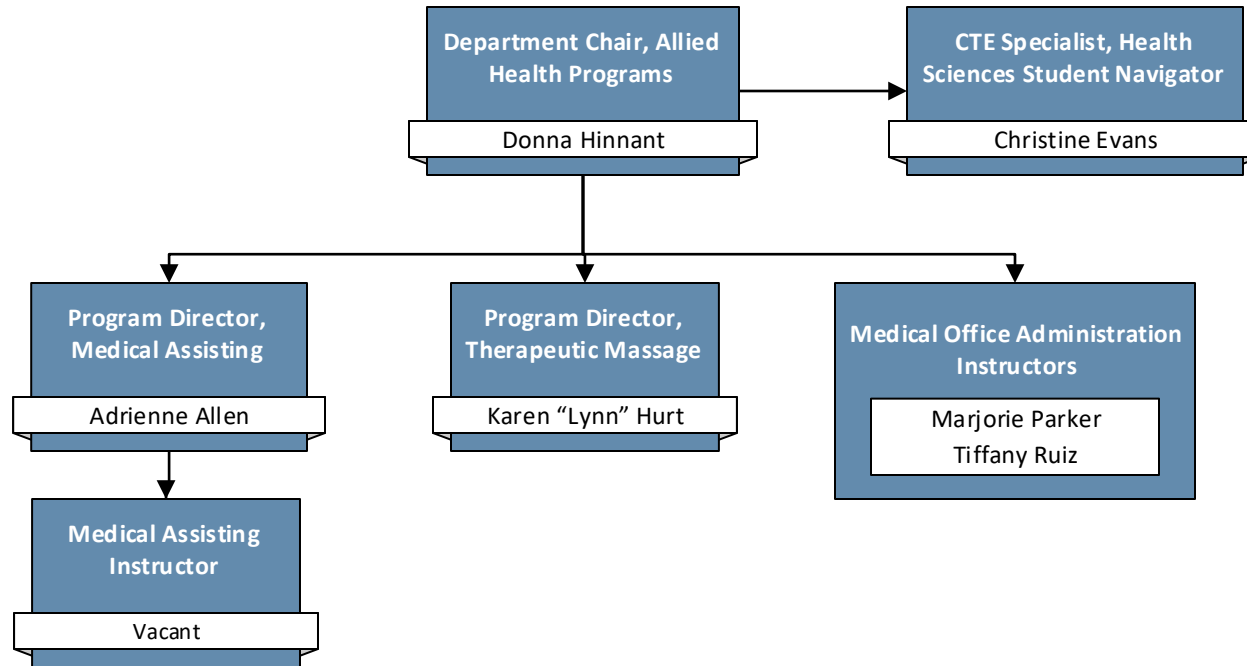 Department Chair, Allied
Health Programs
Donna Hinnant
CTE Specialist, Health
Sciences Student Navigator
Christine Evans
Program Director,
Medical Assisting
Adrienne Allen
Program Director,
Therapeutic Massage
Karen “Lynn” Hurt
Medical Office Administration
Instructors
Marjorie Parker
Tiffany Ruiz
Medical Assisting
Instructor
Vacant